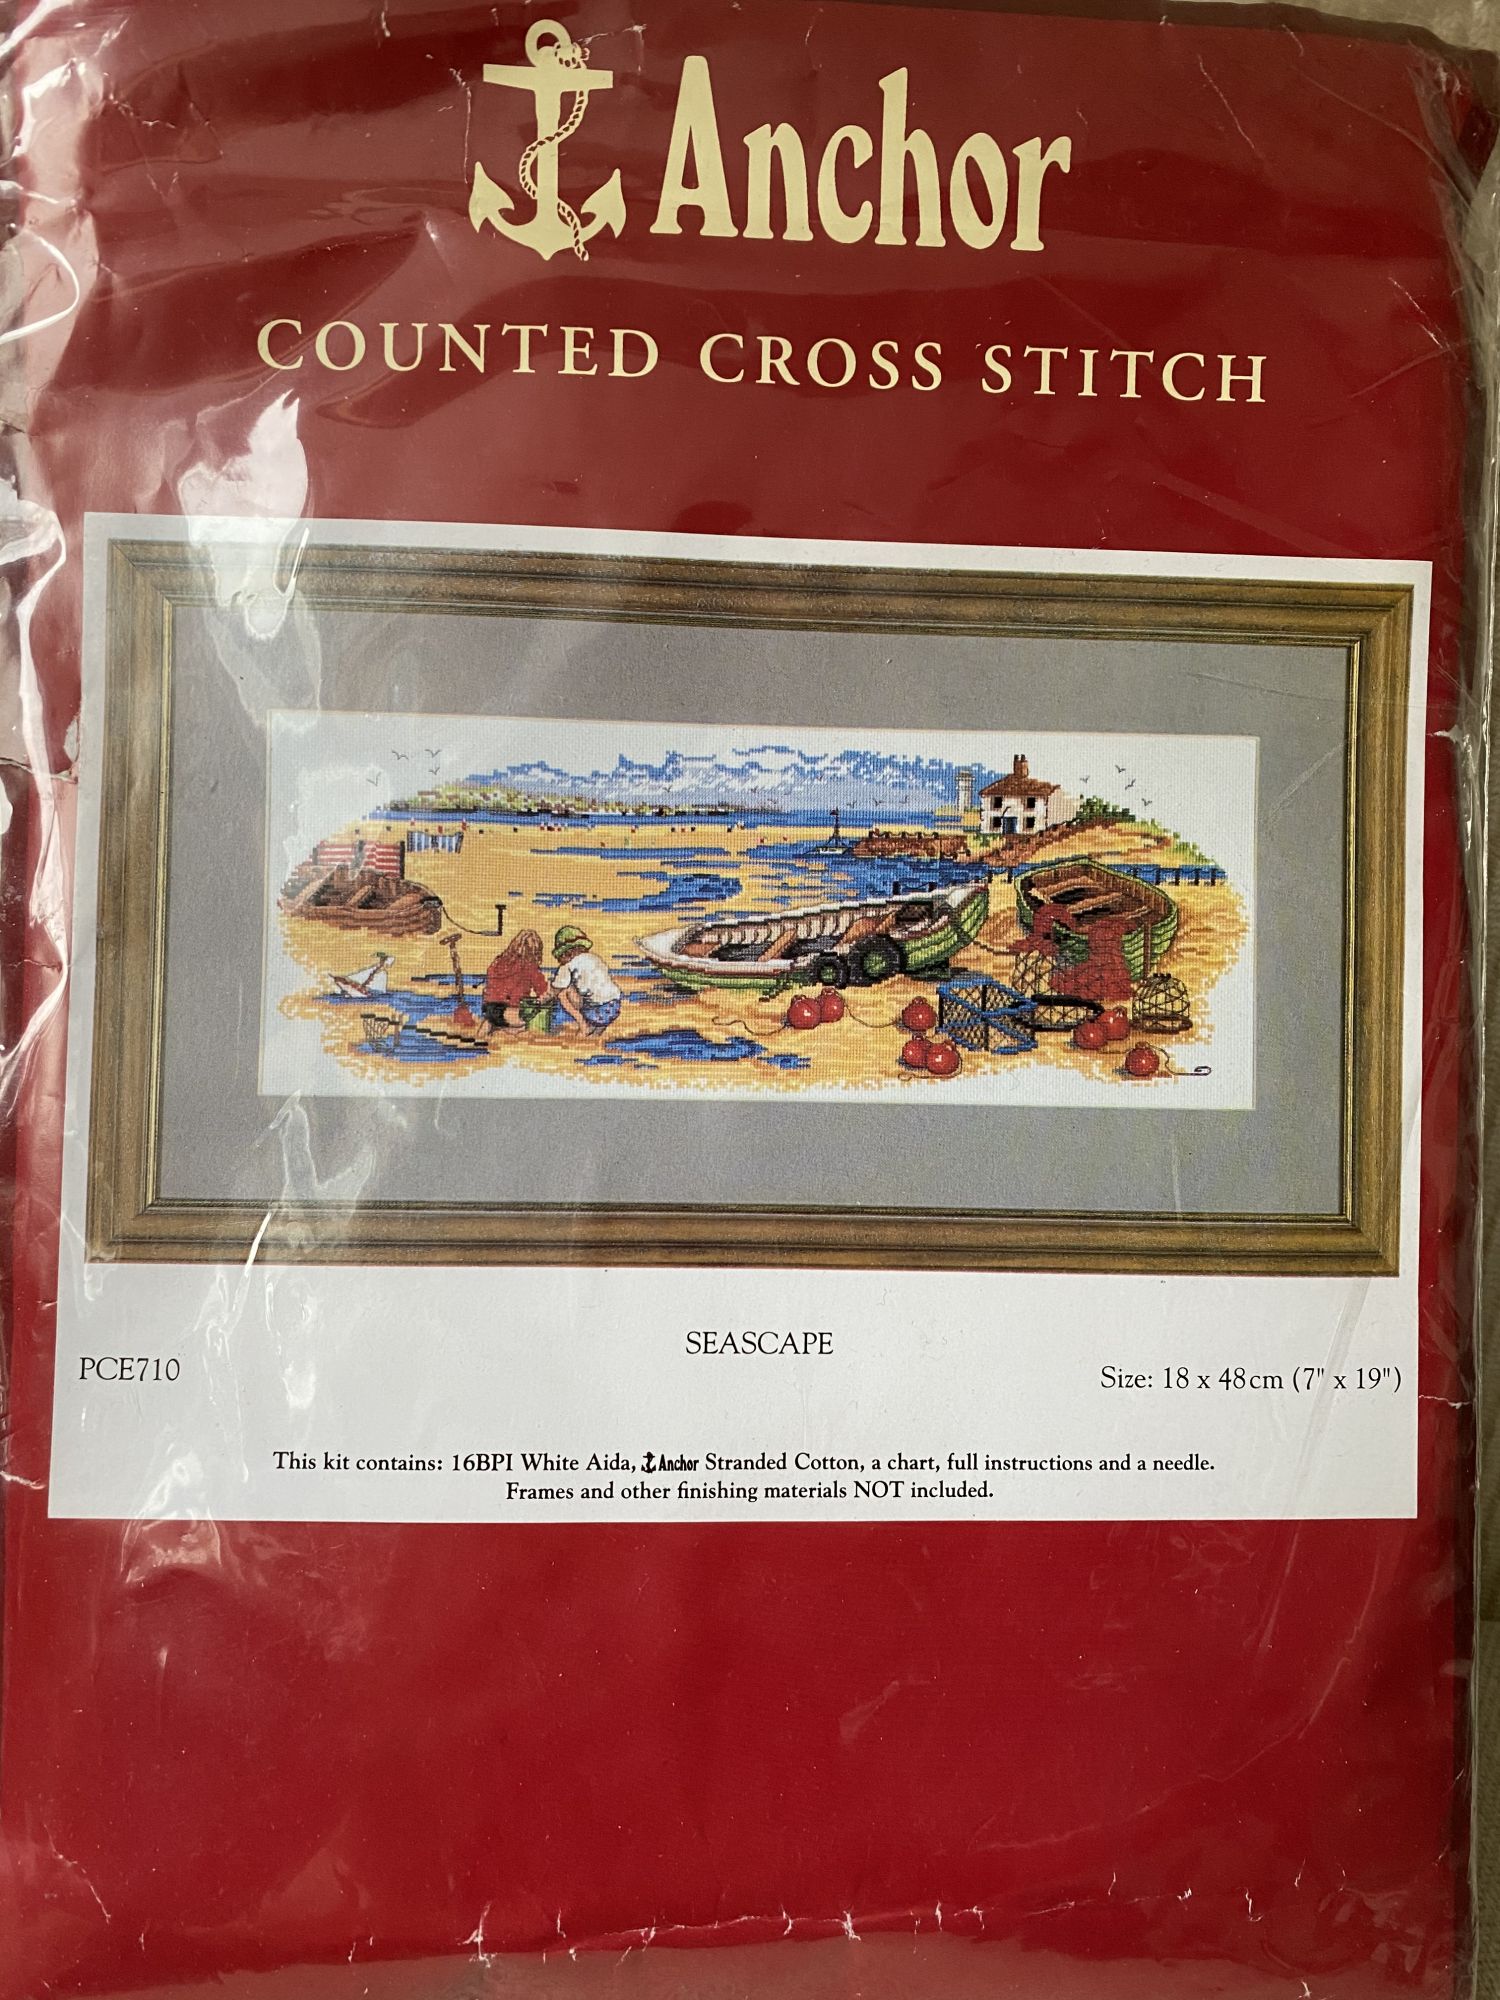 Anchor
COUNTED CROSS STITCH
SEASCAPE
PCE710
Size: 18 x 48cm (7" x 19")
This kit contains: 16BPI White Aida, Anchor Stranded Cotton, a chart, full instructions and a needle.
Frames and other finishing materials NOT included.